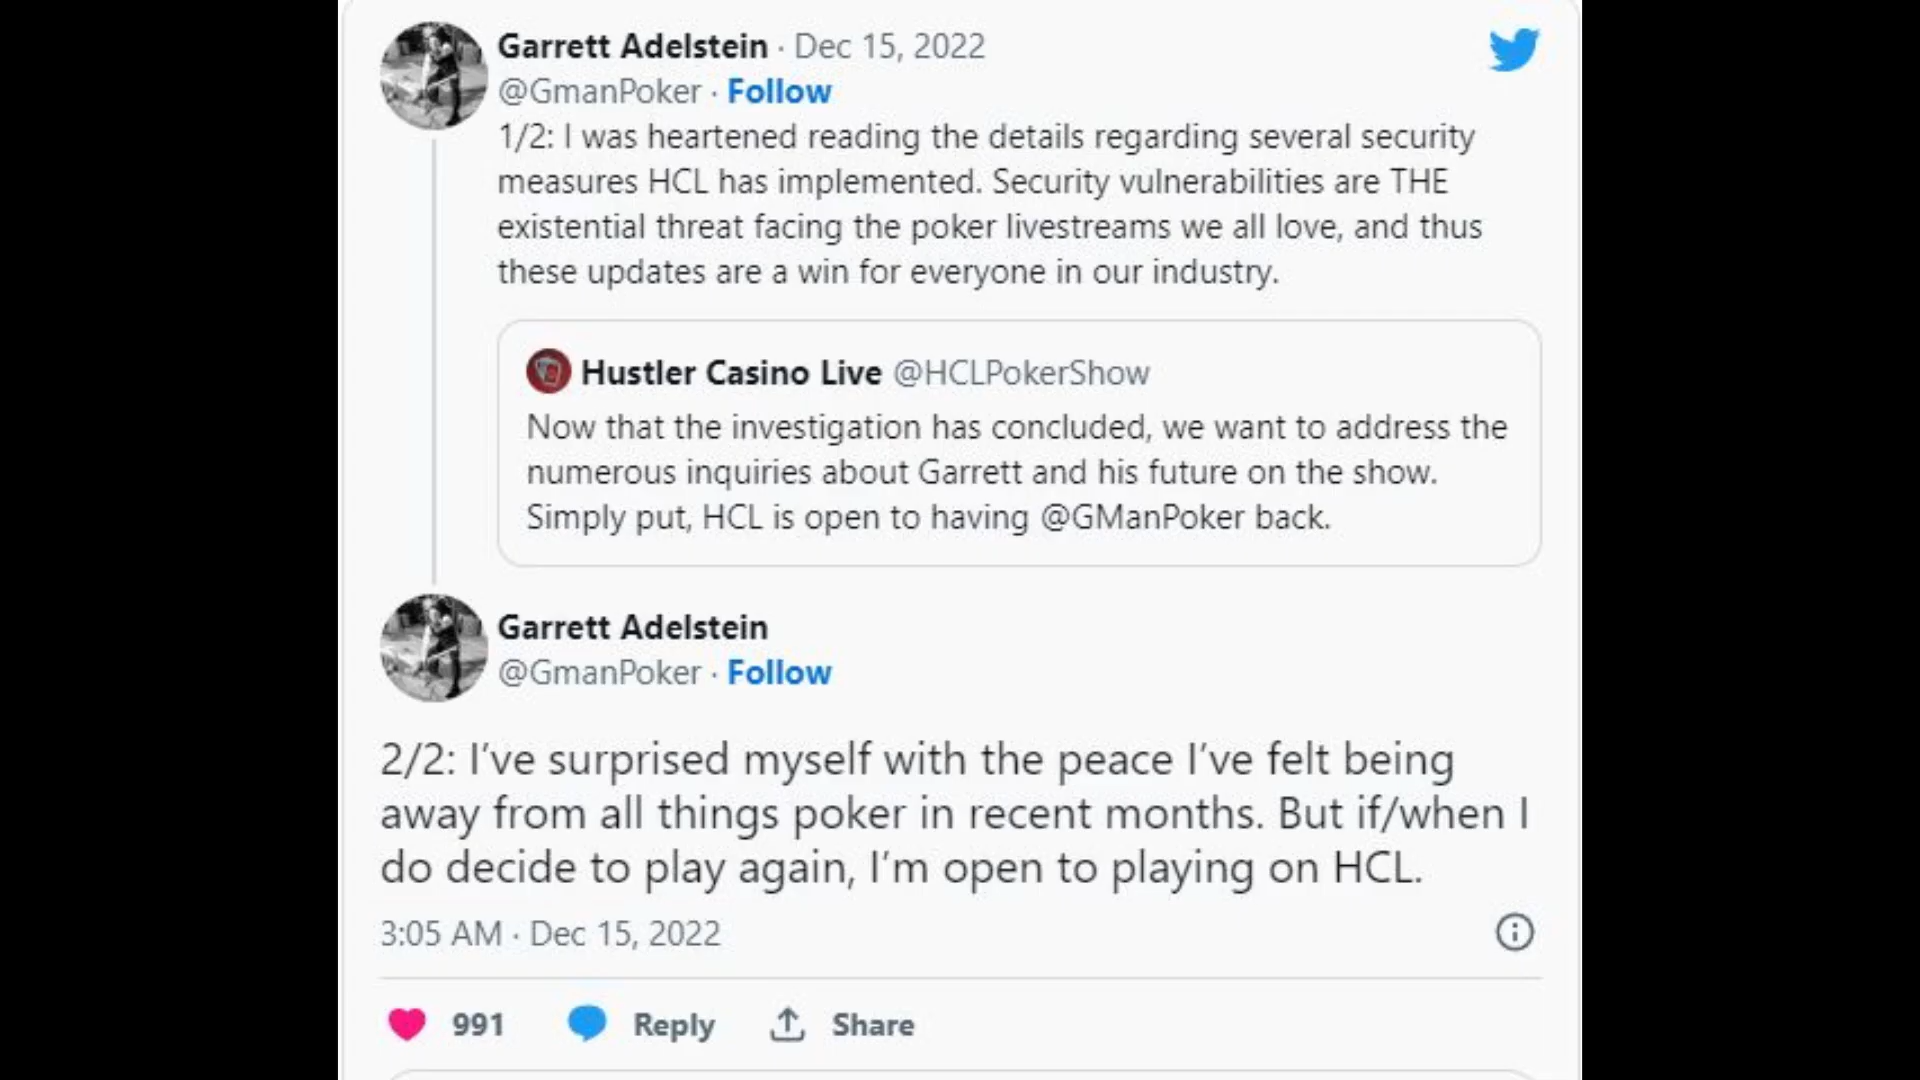 Garrett Adelstein · Dec 15, 2022
@GmanPoker · Follow
1/2: I was heartened reading the details regarding several security
measures HCL has implemented. Security vulnerabilities are THE
existential threat facing the poker livestreams we all love, and thus
these updates are a win for everyone in our industry.
Hustler Casino Live @HCLPokerShow
Now that the investigation has concluded, we want to address the
numerous inquiries about Garrett and his future on the show.
Simply put, HCL is open to having @GManPoker back.
Garrett Adelstein
@GmanPoker · Follow
2/2: I’ve surprised myself with the peace I’ve felt being
away from all things poker in recent months. But if/when I
do decide to play again, I’m open to playing on HCL.
3:05 AM · Dec 15, 2022
991 Reply Share